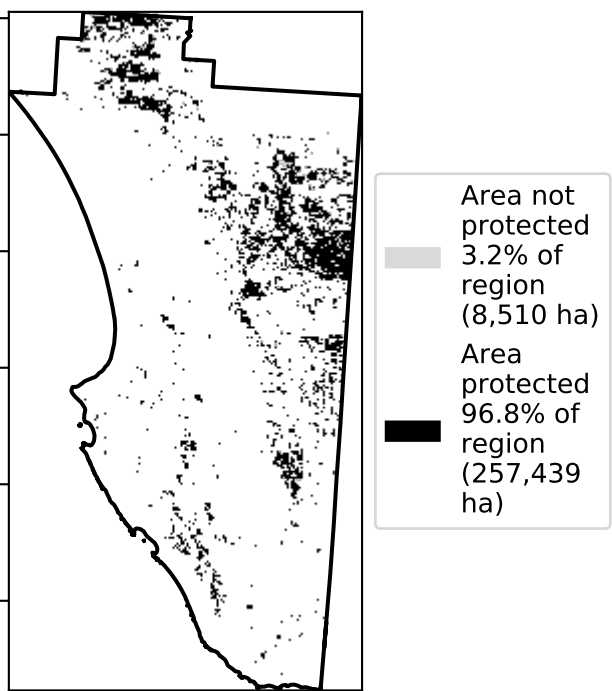 Area not
protected
3.2% of
region
(8,510 ha)
Area
protected
96.8% of
region
(257,439
ha)